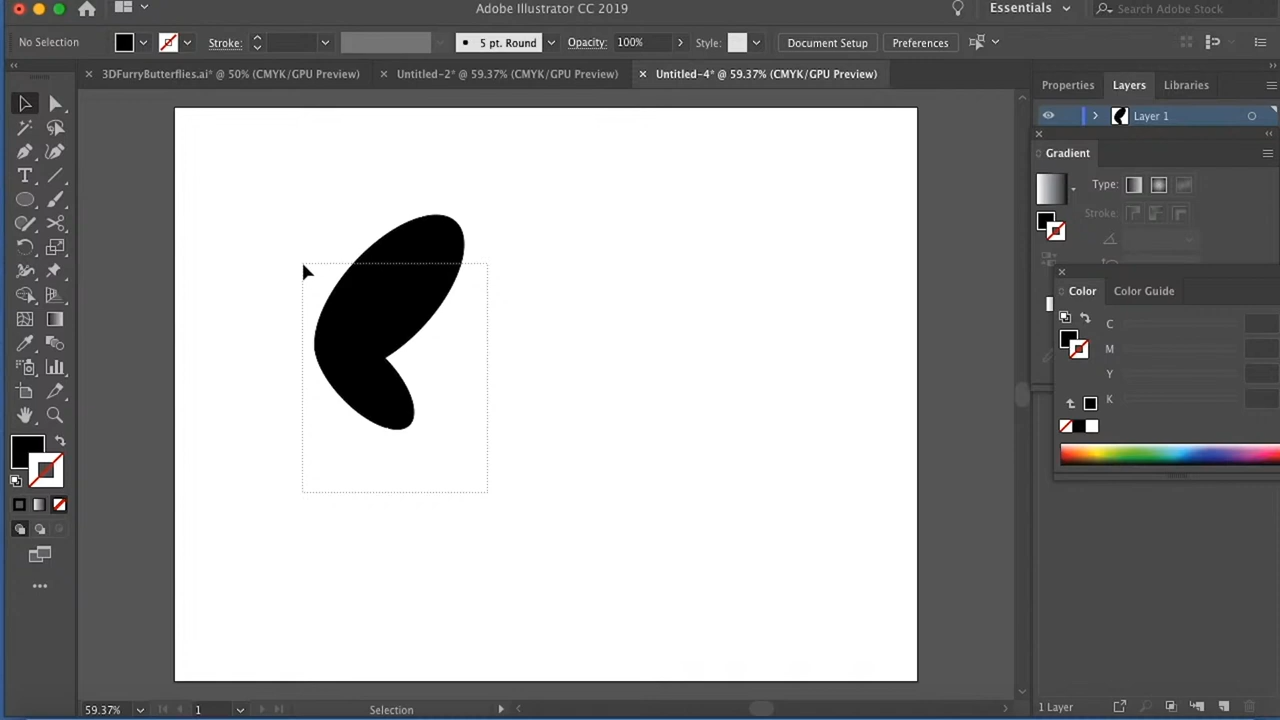 Adobe Illustrator CC 2019
Essentials
Search Adobe Stock
No Selection
Stroke:
5 pt. Round
Opacity:
100%
Style:
Document Setup
Preferences
3DFurryButterflies.ai* @ 50% (CMYK/GPU Preview)
Untitled-2* @ 59.37% (CMYK/GPU Preview)
Untitled-4* @ 59.37% (CMYK/GPU Preview)
Properties
Layers
Libraries
Layer 1
Gradient
Type:
Stroke:
Color
Color Guide
C
M
Y
K
59.37%
1
Selection
1 Layer